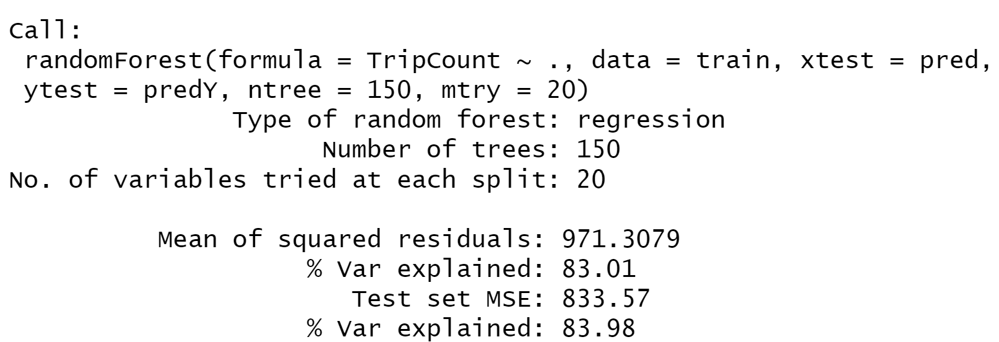 Call:
randomForest(formula = TripCount ~ ., data = train, xtest = pred,
ytest = predY, ntree = 150, mtry = 20)
Type of random forest: regression
Number of trees: 150
No. of variables tried at each split: 20
Mean of squared residuals: 971.3079
% Var explained: 83.01
Test set MSE: 833.57
% Var explained: 83.98